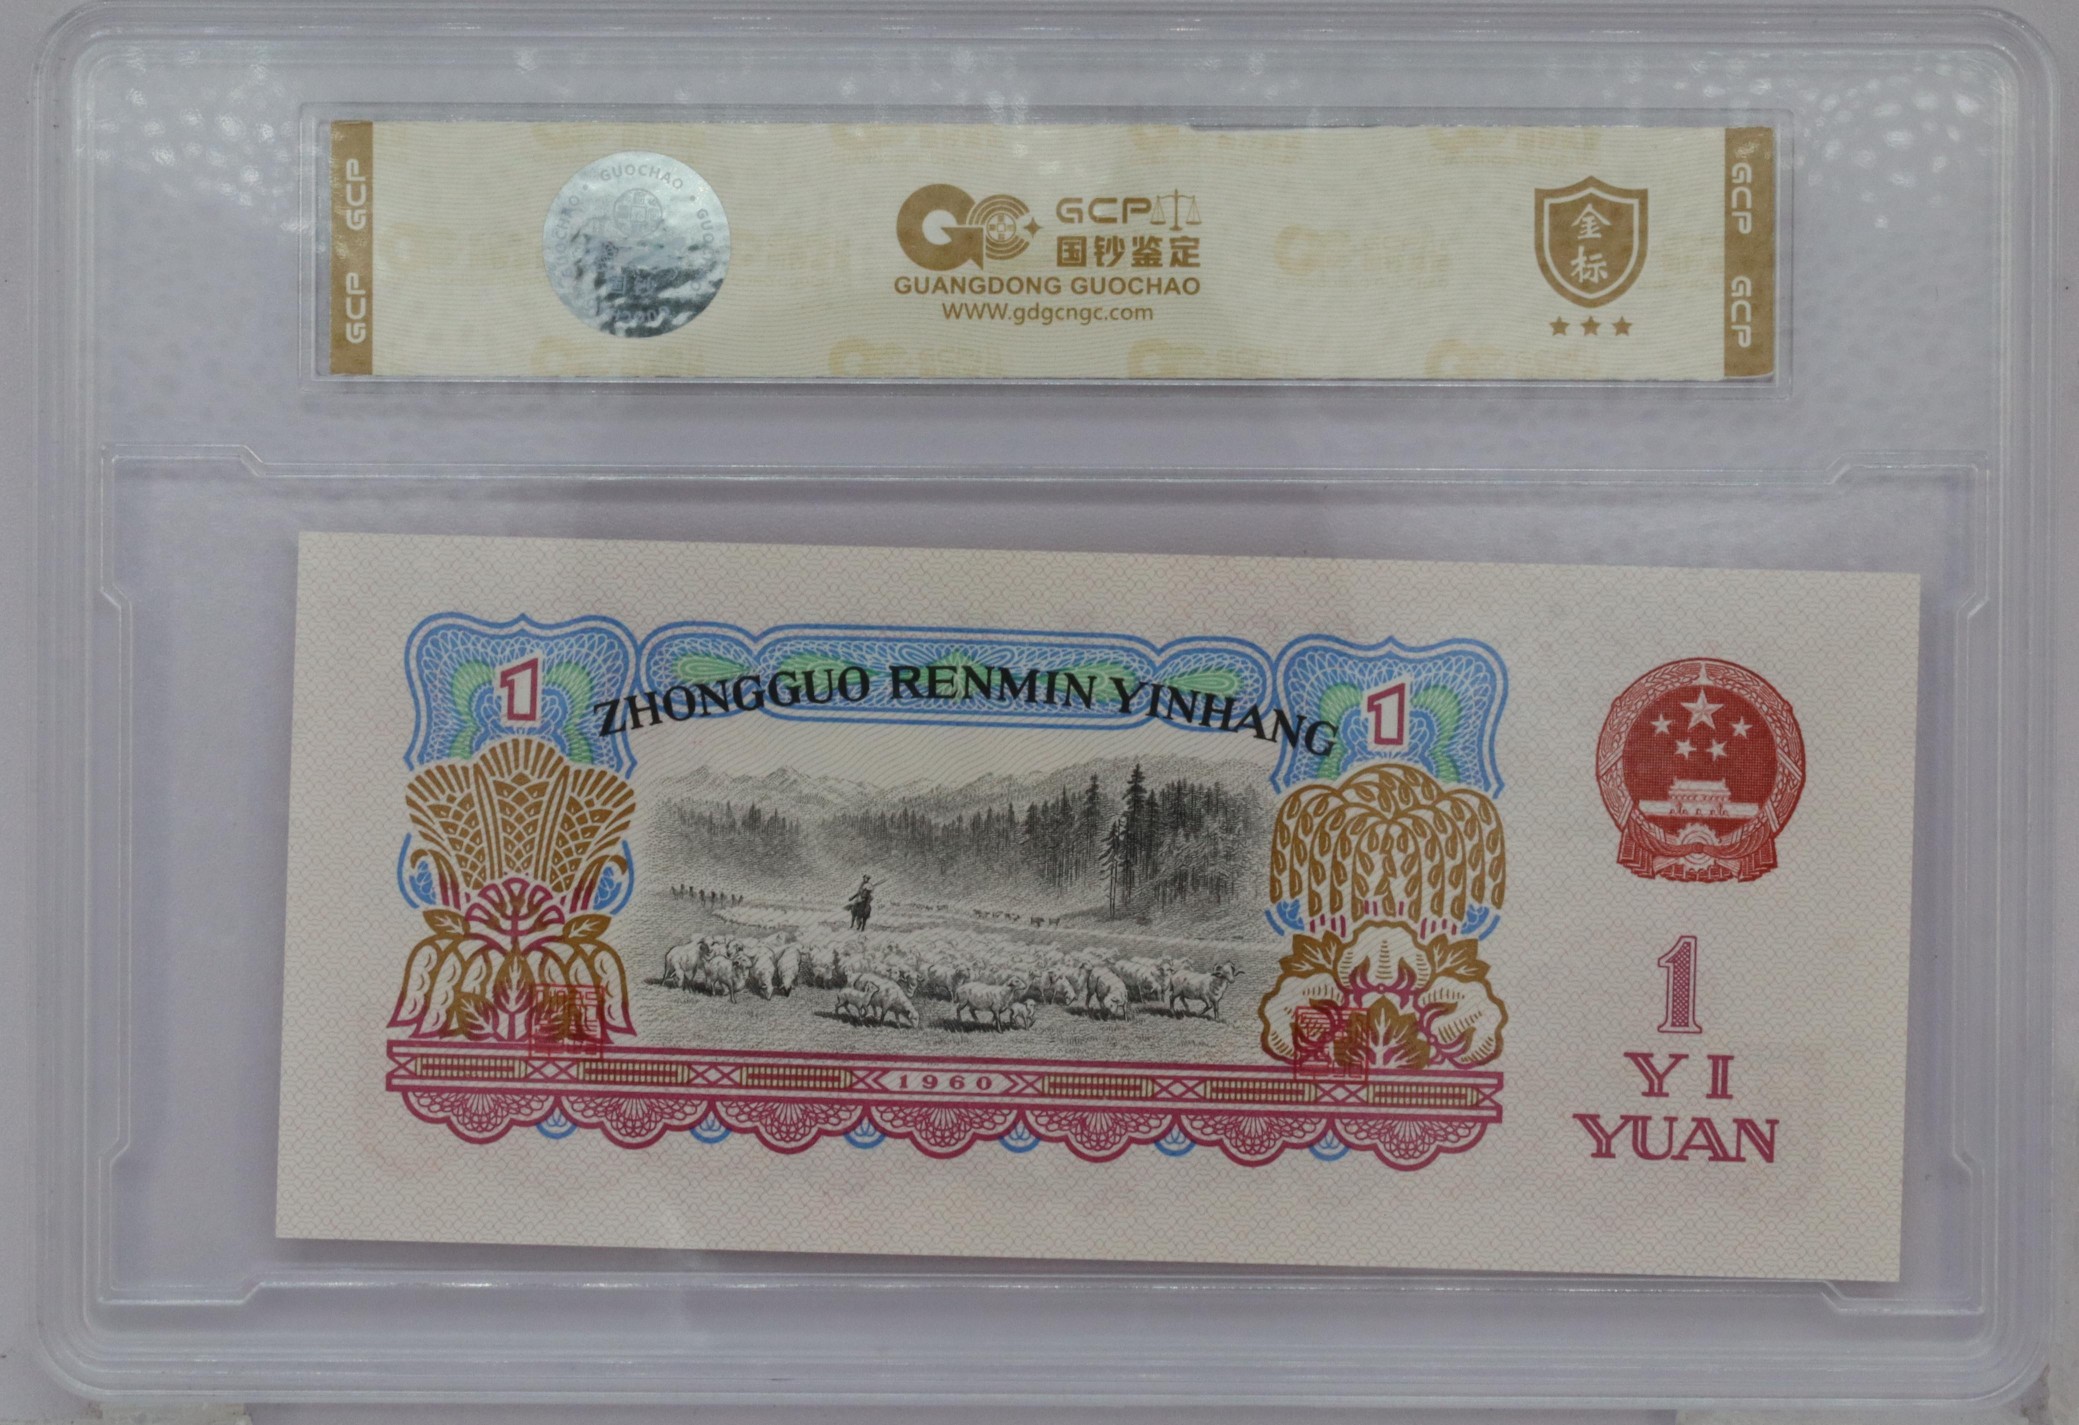 GCP GCP
GUOCHAO
GCP
国钞鉴定
GUANGDONG GUOCHAO
WWW.gdgcngc.com
金
标
GCP GCP
1
ZHONGGUO RENMIN YINHANG
1
1960
1
YI
YUAN